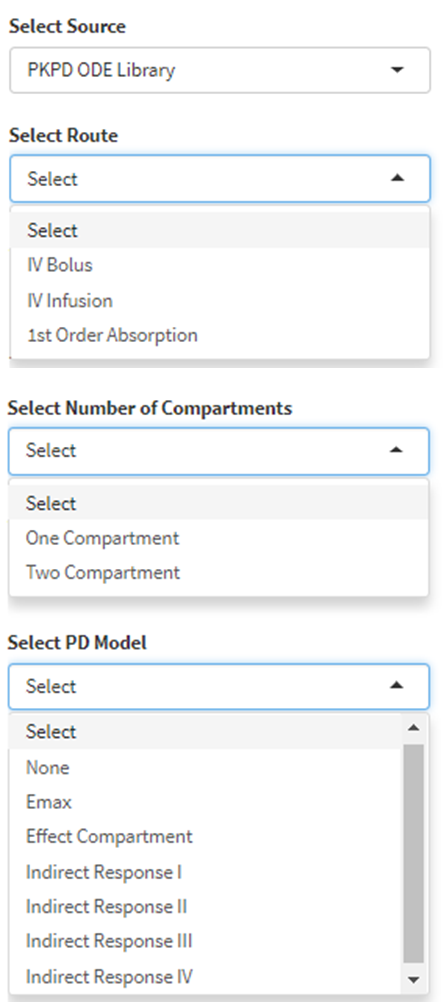 Select Source
PKPD ODE Library
Select Route
Select
Select
IV Bolus
IV Infusion
1st Order Absorption
Select Number of Compartments
Select
Select
One Compartment
Two Compartment
Select PD Model
Select
Select
None
Emax
Effect Compartment
Indirect Response I
Indirect Response II
Indirect Response III
Indirect Response IV